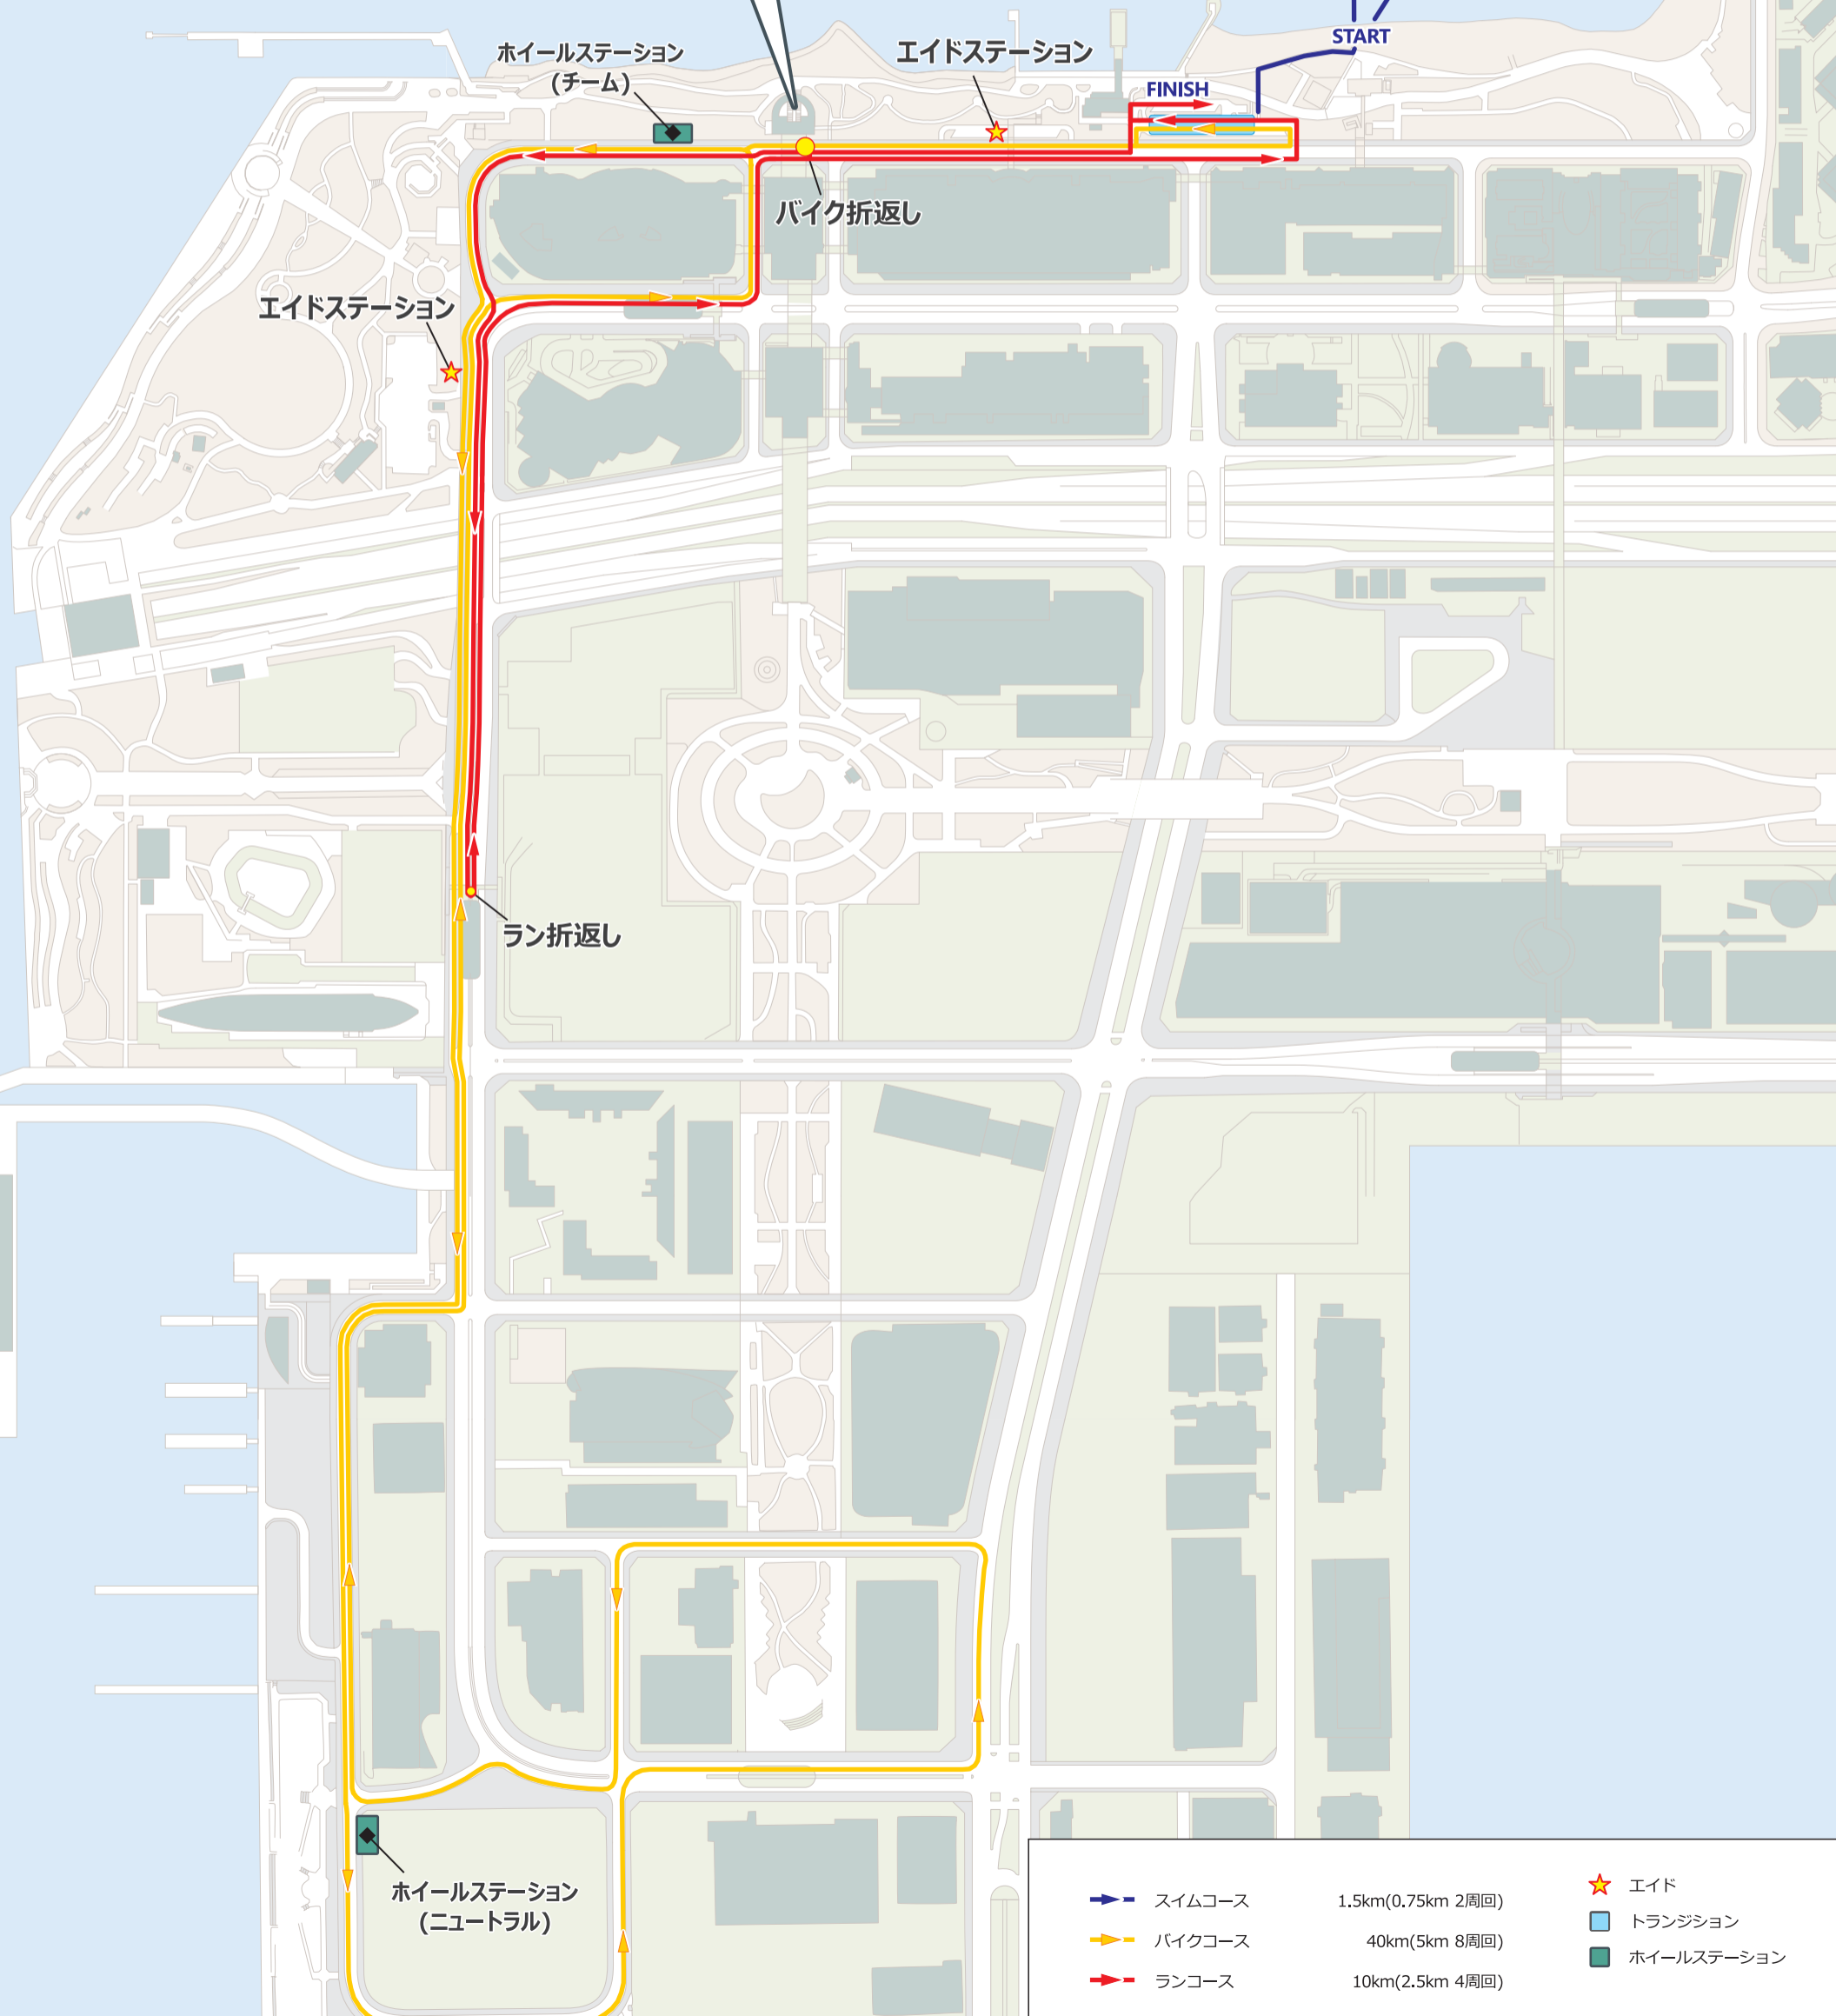 START
ホイールステーション
(チーム)
エイドステーション
FINISH
バイク折返し
エイドステーション
ラン折返し
ホイールステーション
(ニュートラル)
スイムコース 1.5km(0.75km 2周回)
バイクコース 40km(5km 8周回)
ランコース 10km(2.5km 4周回)
エイド
トランジション
ホイールステーション